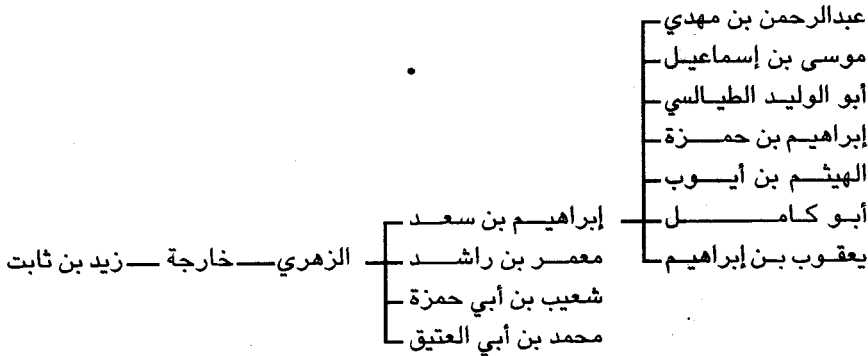 عبدالرحمن بن مهدي
موسى بن إسماعيل
أبو الوليد الطيالسي
إبراهيم بن حمزة
الهيثم بن أيوب
أبو كامل
يعقوب بن إبراهيم
إبراهيم بن سعد
معمر بن راشد
شعيب بن أبي حمزة
محمد بن أبي العتيق
الزهري
خارجة
زيد بن ثابت